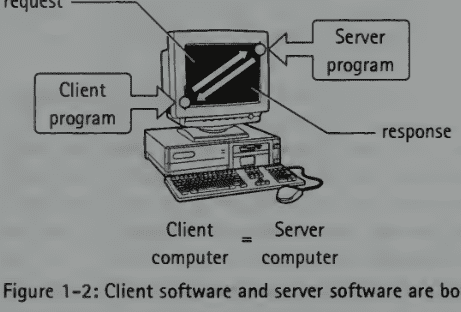 request
Server
program
Client
program
response
Client = Server
computer computer
Figure 1-2: Client software and server software are bo